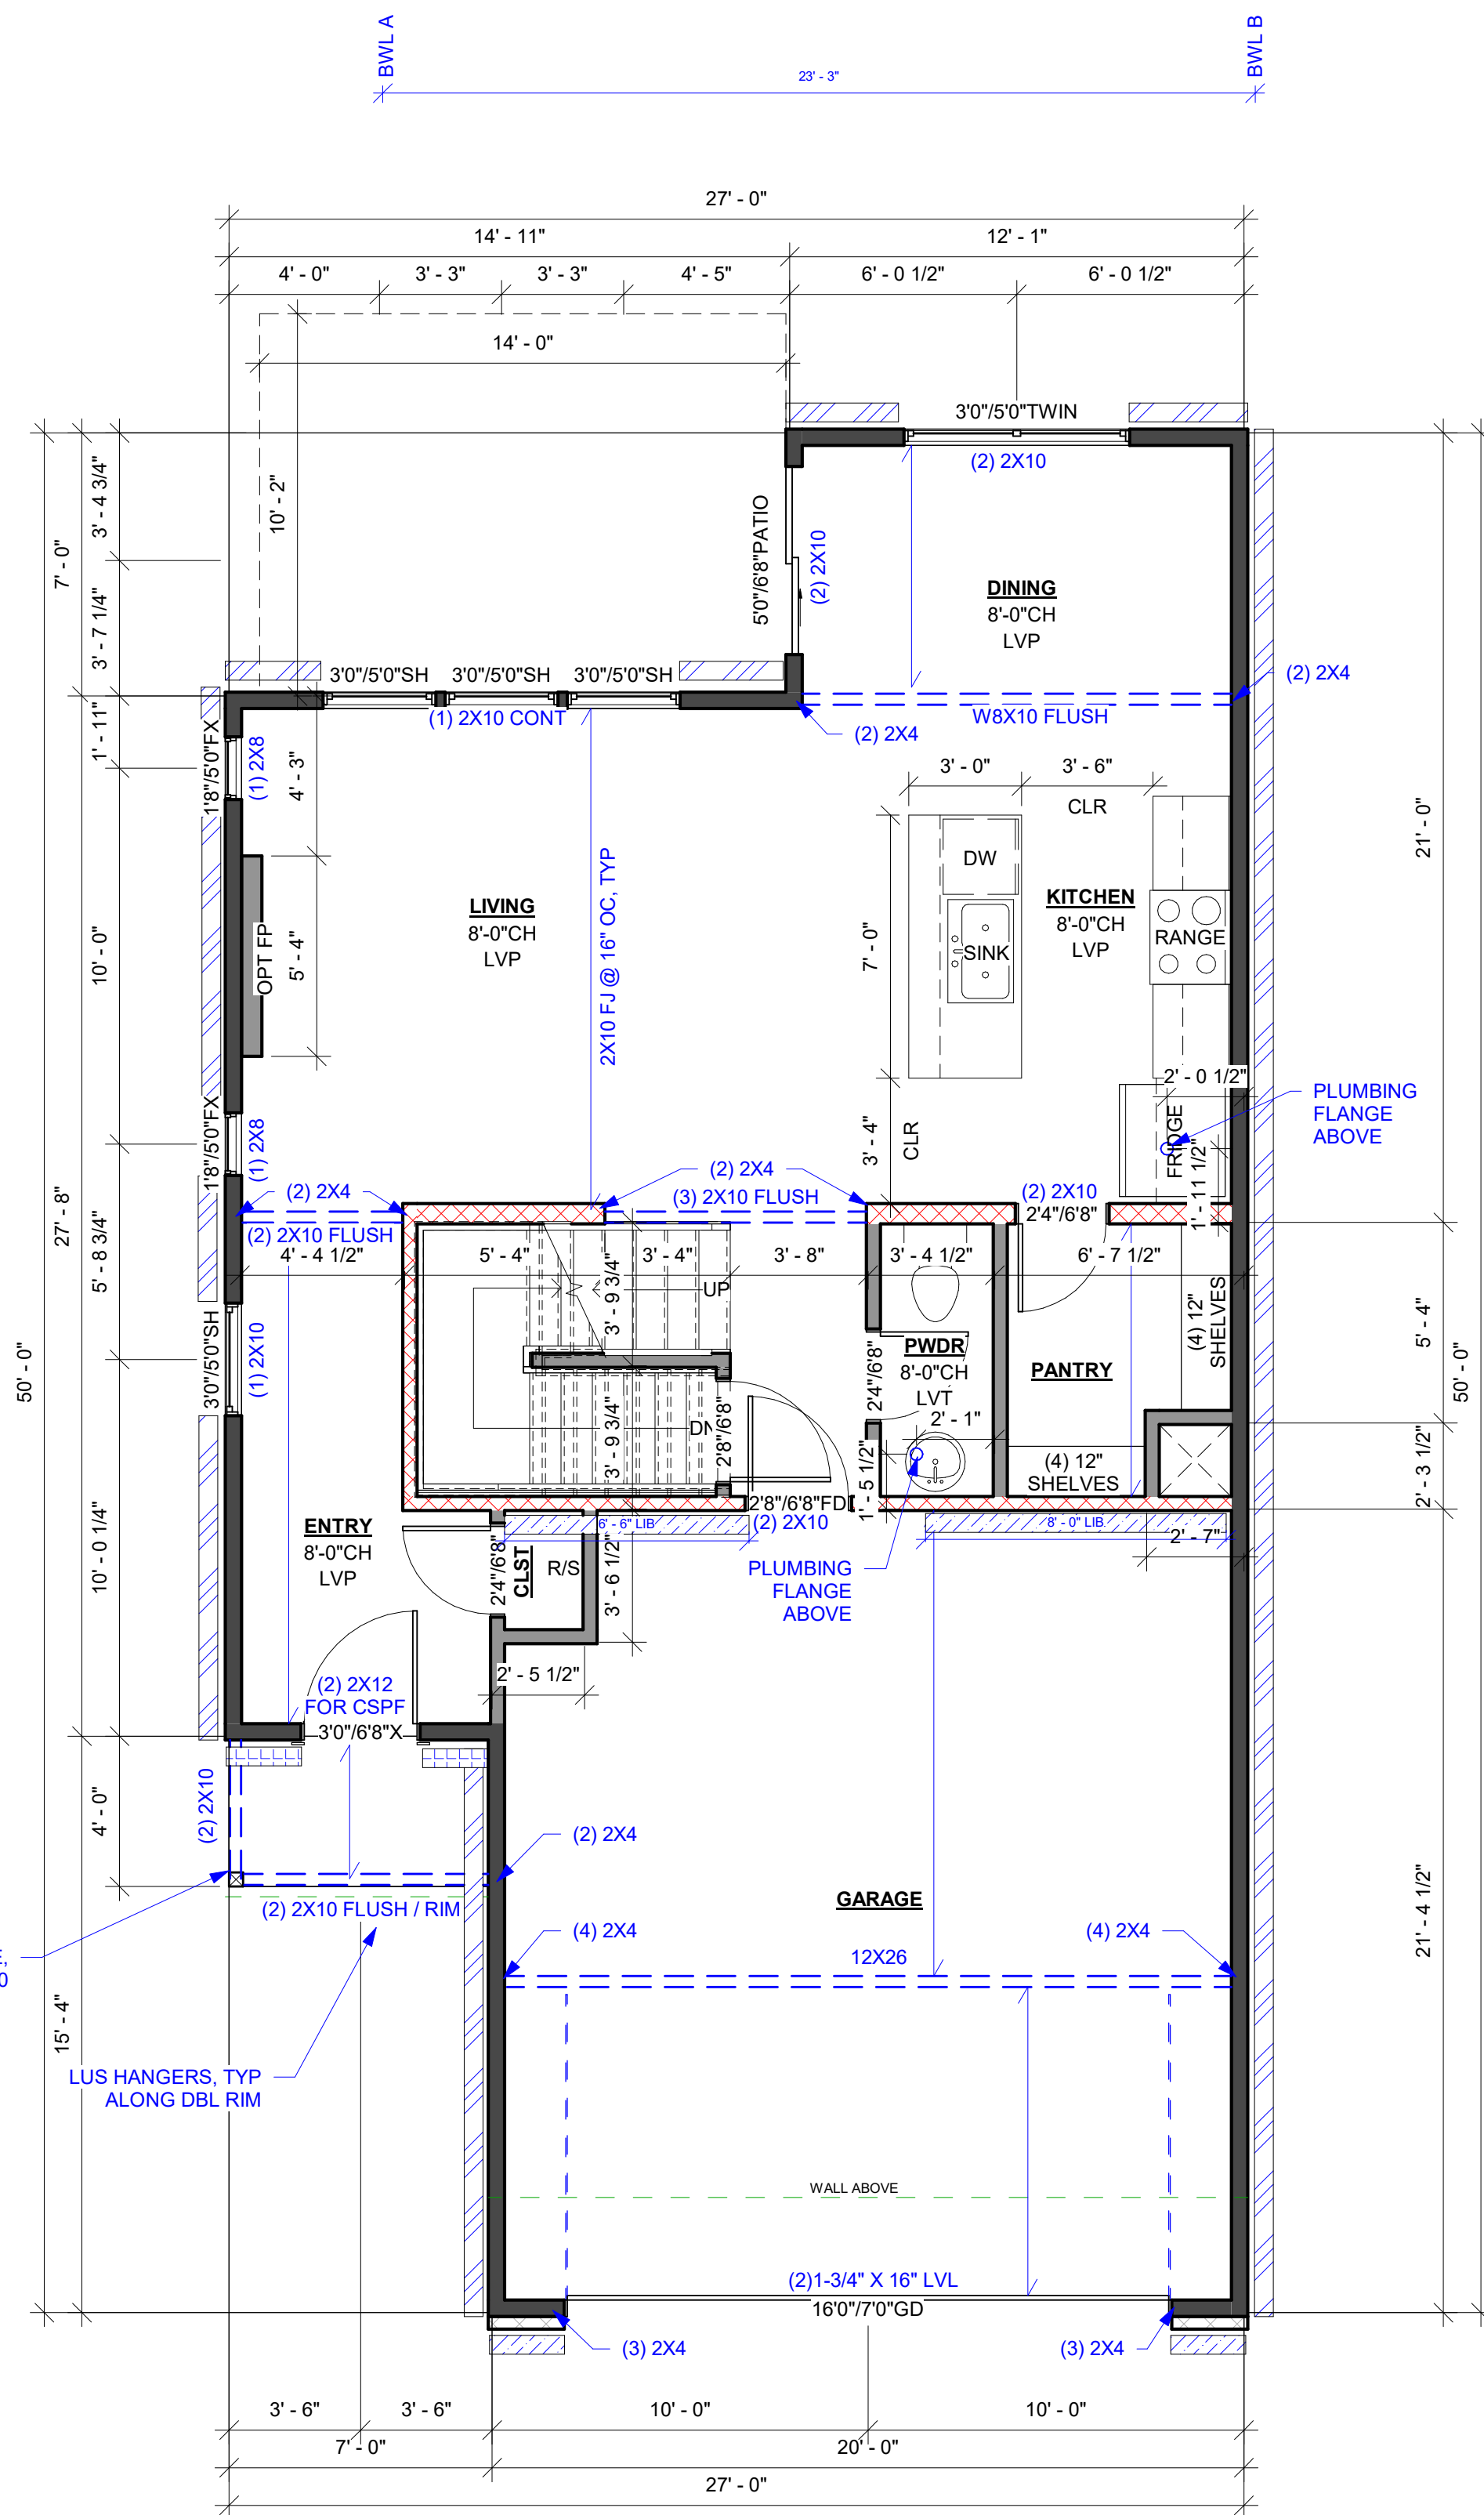 BWL A
BWL B
23' - 3"
27' - 0"
14' - 11"
12' - 1"
4' - 0"
3' - 3"
3' - 3"
4' - 5"
6' - 0 1/2"
6' - 0 1/2"
14' - 0"
10' - 2"
3'0"/5'0"TWIN
(2) 2X10
3' - 4 3/4"
7' - 0"
3' - 7 1/4"
5'0"/6'8"PATIO
(2) 2X10
DINING
8'-0"CH
LVP
3'0"/5'0"SH
3'0"/5'0"SH
3'0"/5'0"SH
(1) 2X10 CONT
(2) 2X4
W8X10 FLUSH
(2) 2X4
1' - 11"
1'8"/5'0"FX
(1) 2X8
4' - 3"
3' - 0"
3' - 6"
CLR
21' - 0"
DW
LIVING
8'-0"CH
LVP
2X10 FJ @ 16" OC, TYP
KITCHEN
8'-0"CH
LVP
RANGE
SINK
7' - 0"
10' - 0"
OPT FP
5' - 4"
2' - 0 1/2"
PLUMBING
FLANGE
ABOVE
FRIDGE
1' - 11 1/2"
3' - 4"
CLR
1'8"/5'0"FX
(1) 2X8
(2) 2X4
(2) 2X10 FLUSH
(2) 2X4
(3) 2X10 FLUSH
(2) 2X10
2'4"/6'8"
27' - 8"
5' - 8 3/4"
4' - 4 1/2"
5' - 4"
3' - 4"
3' - 8"
3' - 4 1/2"
6' - 7 1/2"
UP
3' - 9 3/4"
(4) 12"
SHELVES
5' - 4"
50' - 0"
50' - 0"
3'0"/5'0"SH
(1) 2X10
PWDR
8'-0"CH
LVT
2'4"/6'8"
PANTRY
2' - 1"
DN
3' - 9 3/4"
2'8"/6'8"
1' - 5 1/2"
(4) 12"
SHELVES
2' - 3 1/2"
2'8"/6'8"FD
(2) 2X10
6' - 6" LIB
8' - 0" LIB
2' - 7"
10' - 0 1/4"
ENTRY
8'-0"CH
LVP
2'4"/6'8"
CLST
R/S
3' - 6 1/2"
PLUMBING
FLANGE
ABOVE
2' - 5 1/2"
(2) 2X12
FOR CSPF
3'0"/6'8"X
4' - 0"
(2) 2X10
(2) 2X4
GARAGE
(2) 2X10 FLUSH / RIM
(4) 2X4
(4) 2X4
12X26
21' - 4 1/2"
15' - 4"
LUS HANGERS, TYP
ALONG DBL RIM
WALL ABOVE
(2)1-3/4" X 16" LVL
16'0"/7'0"GD
(3) 2X4
(3) 2X4
3' - 6"
3' - 6"
10' - 0"
10' - 0"
7' - 0"
20' - 0"
27' - 0"